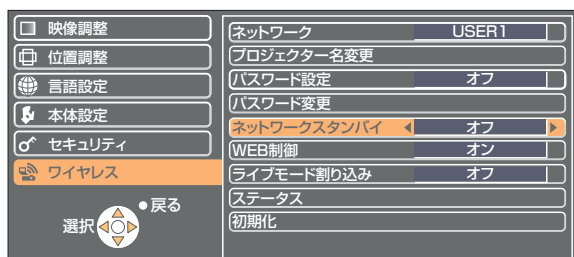 映像調整
位置調整
言語設定
本体設定
セキュリティ
ワイヤレス
●戻る
選択
ネットワーク USER1
プロジェクター名変更
パスワード設定 オフ
パスワード変更
ネットワークスタンバイ オフ
WEB制御 オン
ライブモード割り込み オフ
ステータス
初期化